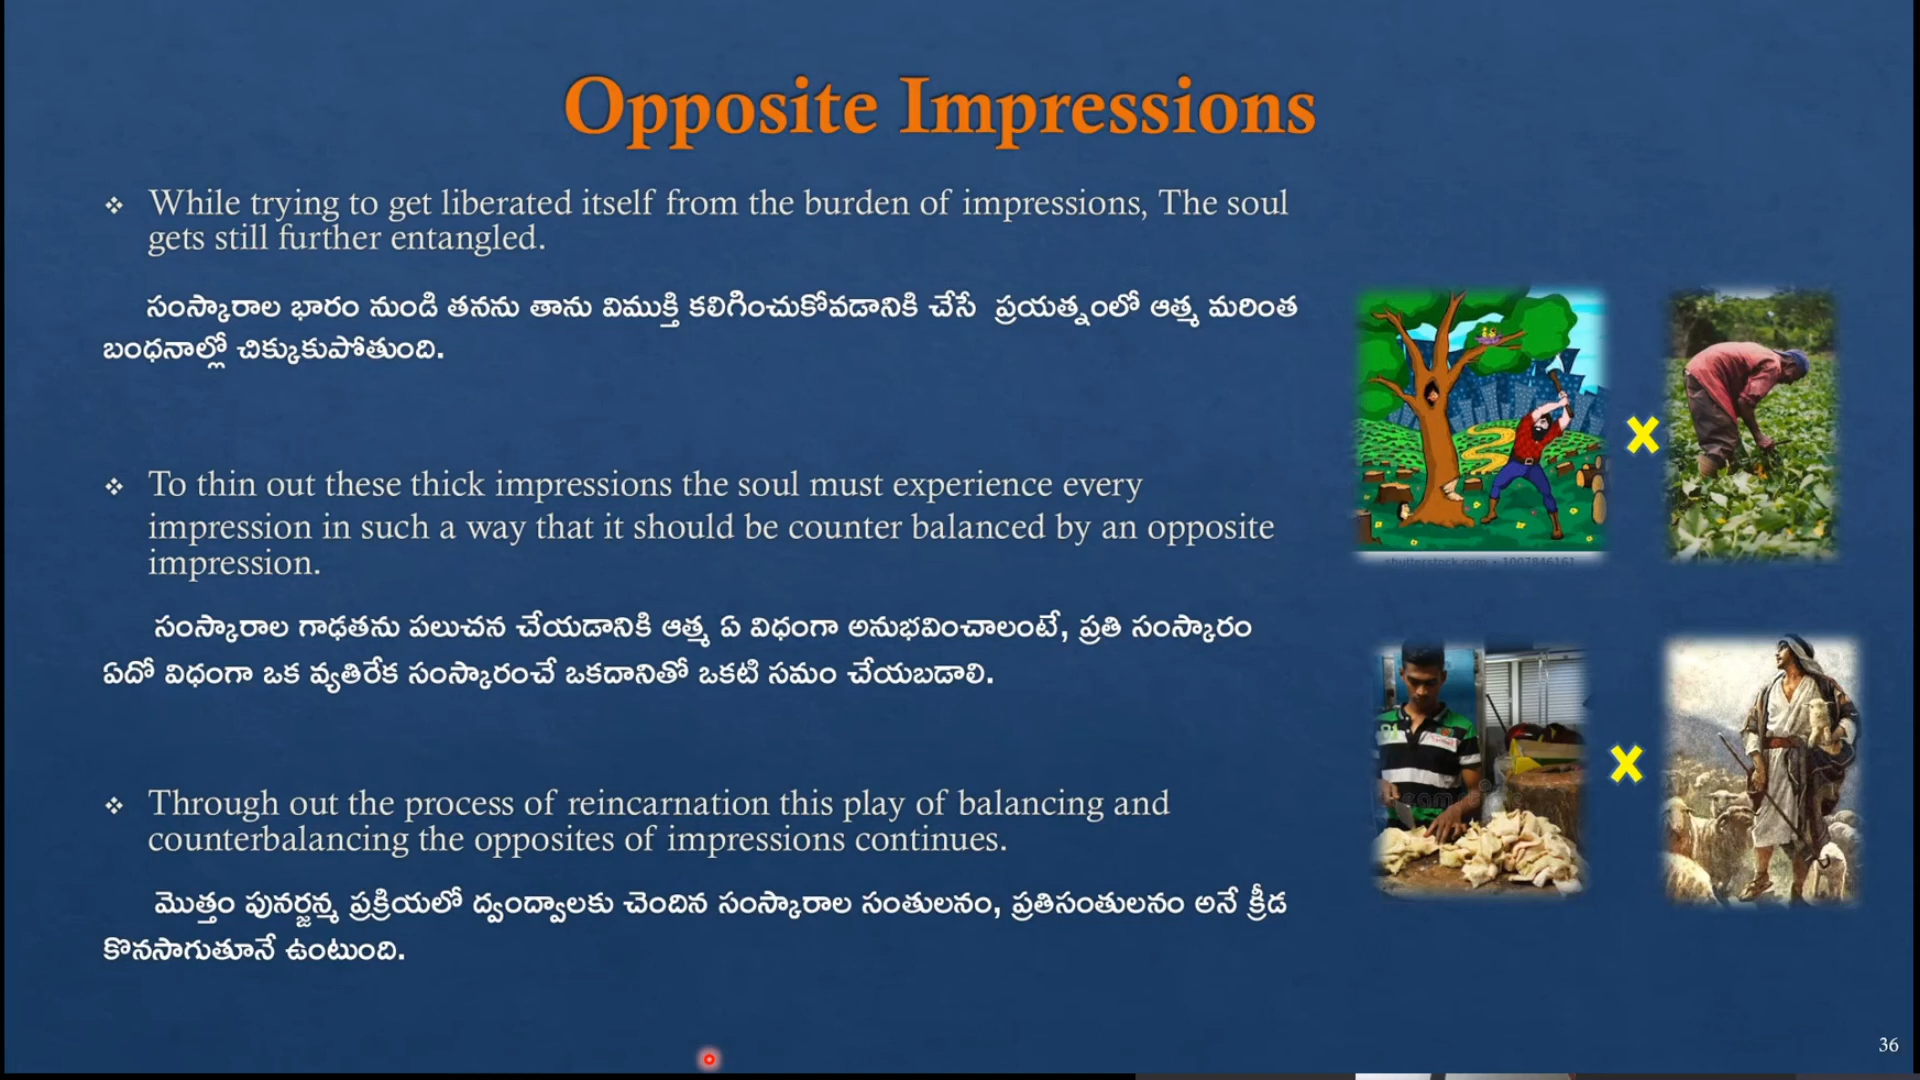 Opposite Impressions
❖ While trying to get liberated itself from the burden of impressions, The soul
gets still further entangled.
సంస్కారాల భారం నుండి తనను తాను విముక్తి కలిగించుకోవడానికి చేసే ప్రయత్నంలో ఆత్మ మరింత
బంధనాల్లో చిక్కుకుపోతుంది.
❖ To thin out these thick impressions the soul must experience every
impression in such a way that it should be counter balanced by an opposite
impression.
సంస్కారాల గాఢతను పలుచన చేయడానికి ఆత్మ ఏ విధంగా అనుభవించాలంటే, ప్రతి సంస్కారం
ఏదో విధంగా ఒక వ్యతిరేక సంస్కారంచే ఒకదానితో ఒకటి సమం చేయబడాలి.
❖ Through out the process of reincarnation this play of balancing and
counterbalancing the opposites of impressions continues.
మొత్తం పునర్జన్మ ప్రక్రియలో ద్వంద్వాలకు చెందిన సంస్కారాల సంతులనం, ప్రతిసంతులనం అనే క్రీడ
కొనసాగుతూనే ఉంటుంది.
X
X
shutterstock.com • 1007846161
36